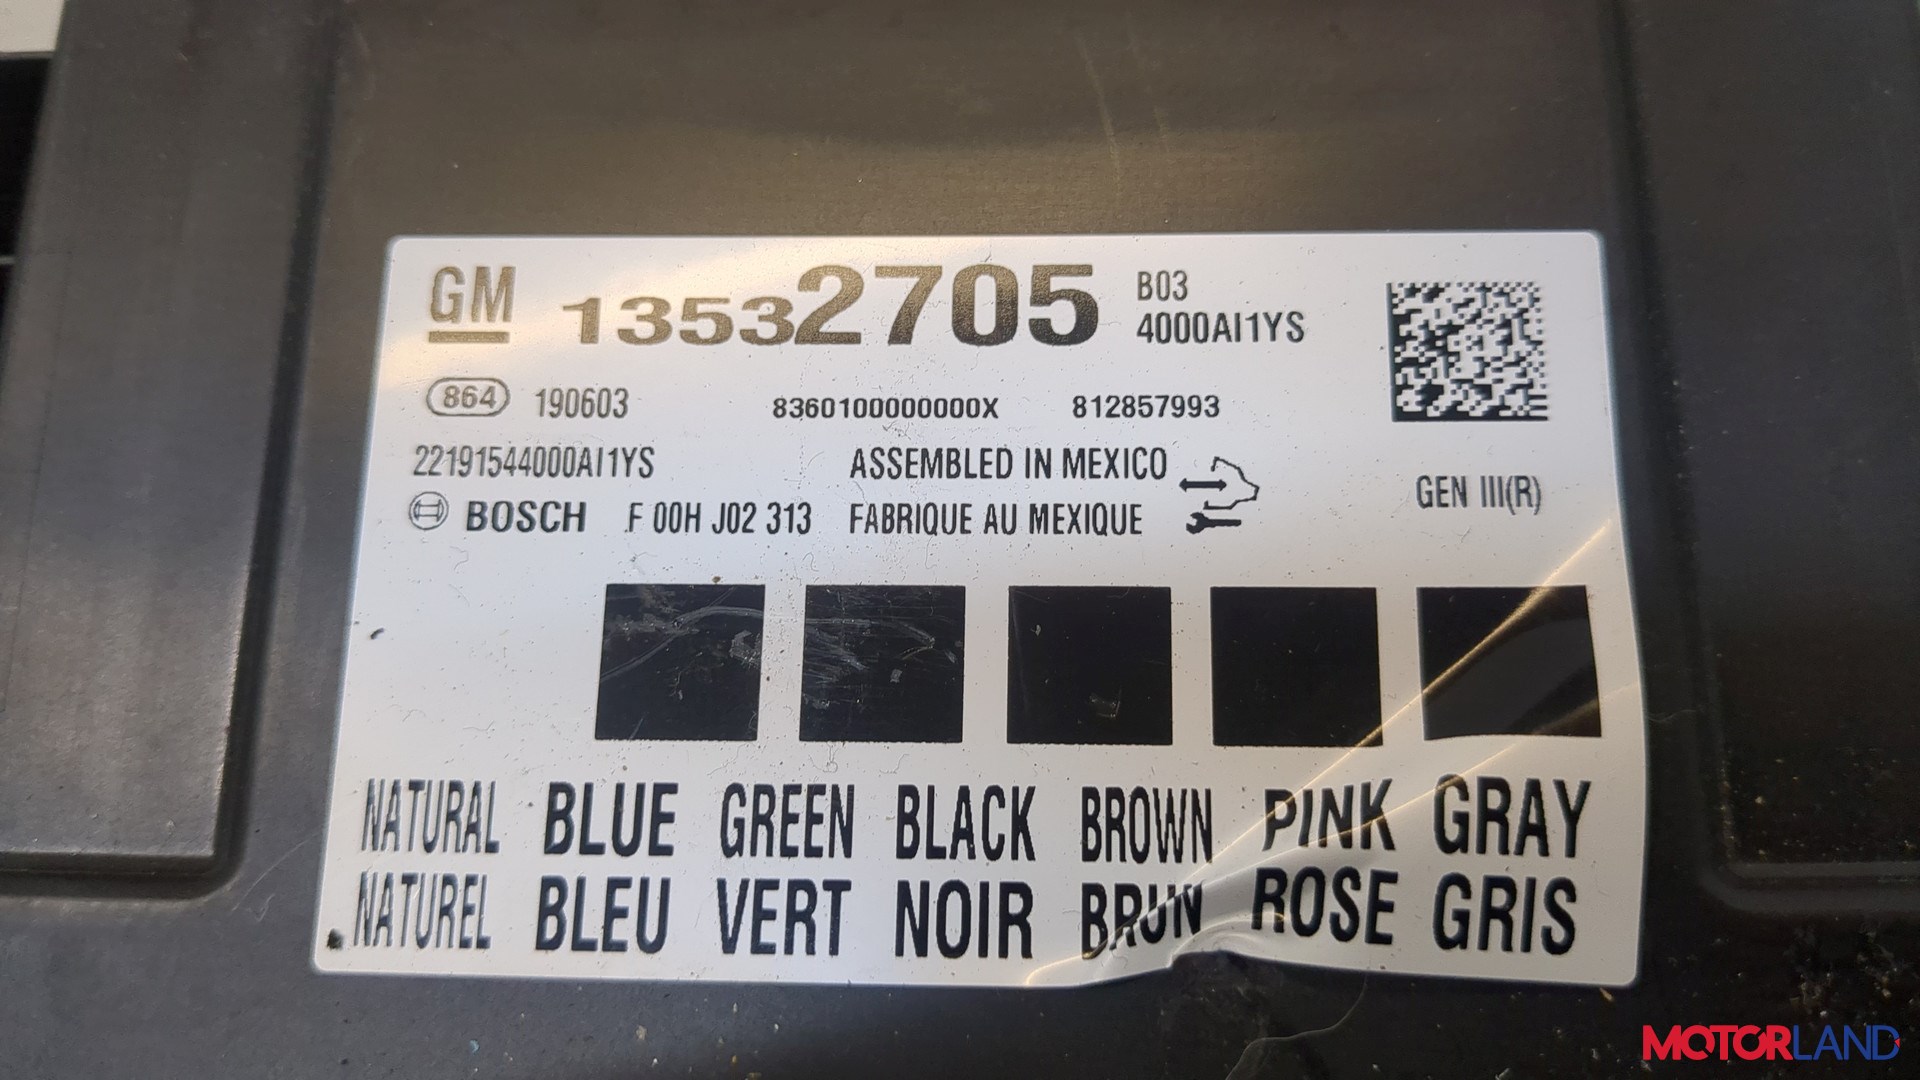 GM 13532705 B03
4000AI1YS
864 190603 8360100000000X 812857993
22191544000AI1YS ASSEMBLED IN MEXICO
GEN III(R)
BOSCH F 00H J02 313 FABRIQUE AU MEXIQUE
NATURAL BLUE GREEN BLACK BROWN PINK GRAY
NATUREL BLEU VERT NOIR BRUN ROSE GRIS
MOTORLAND